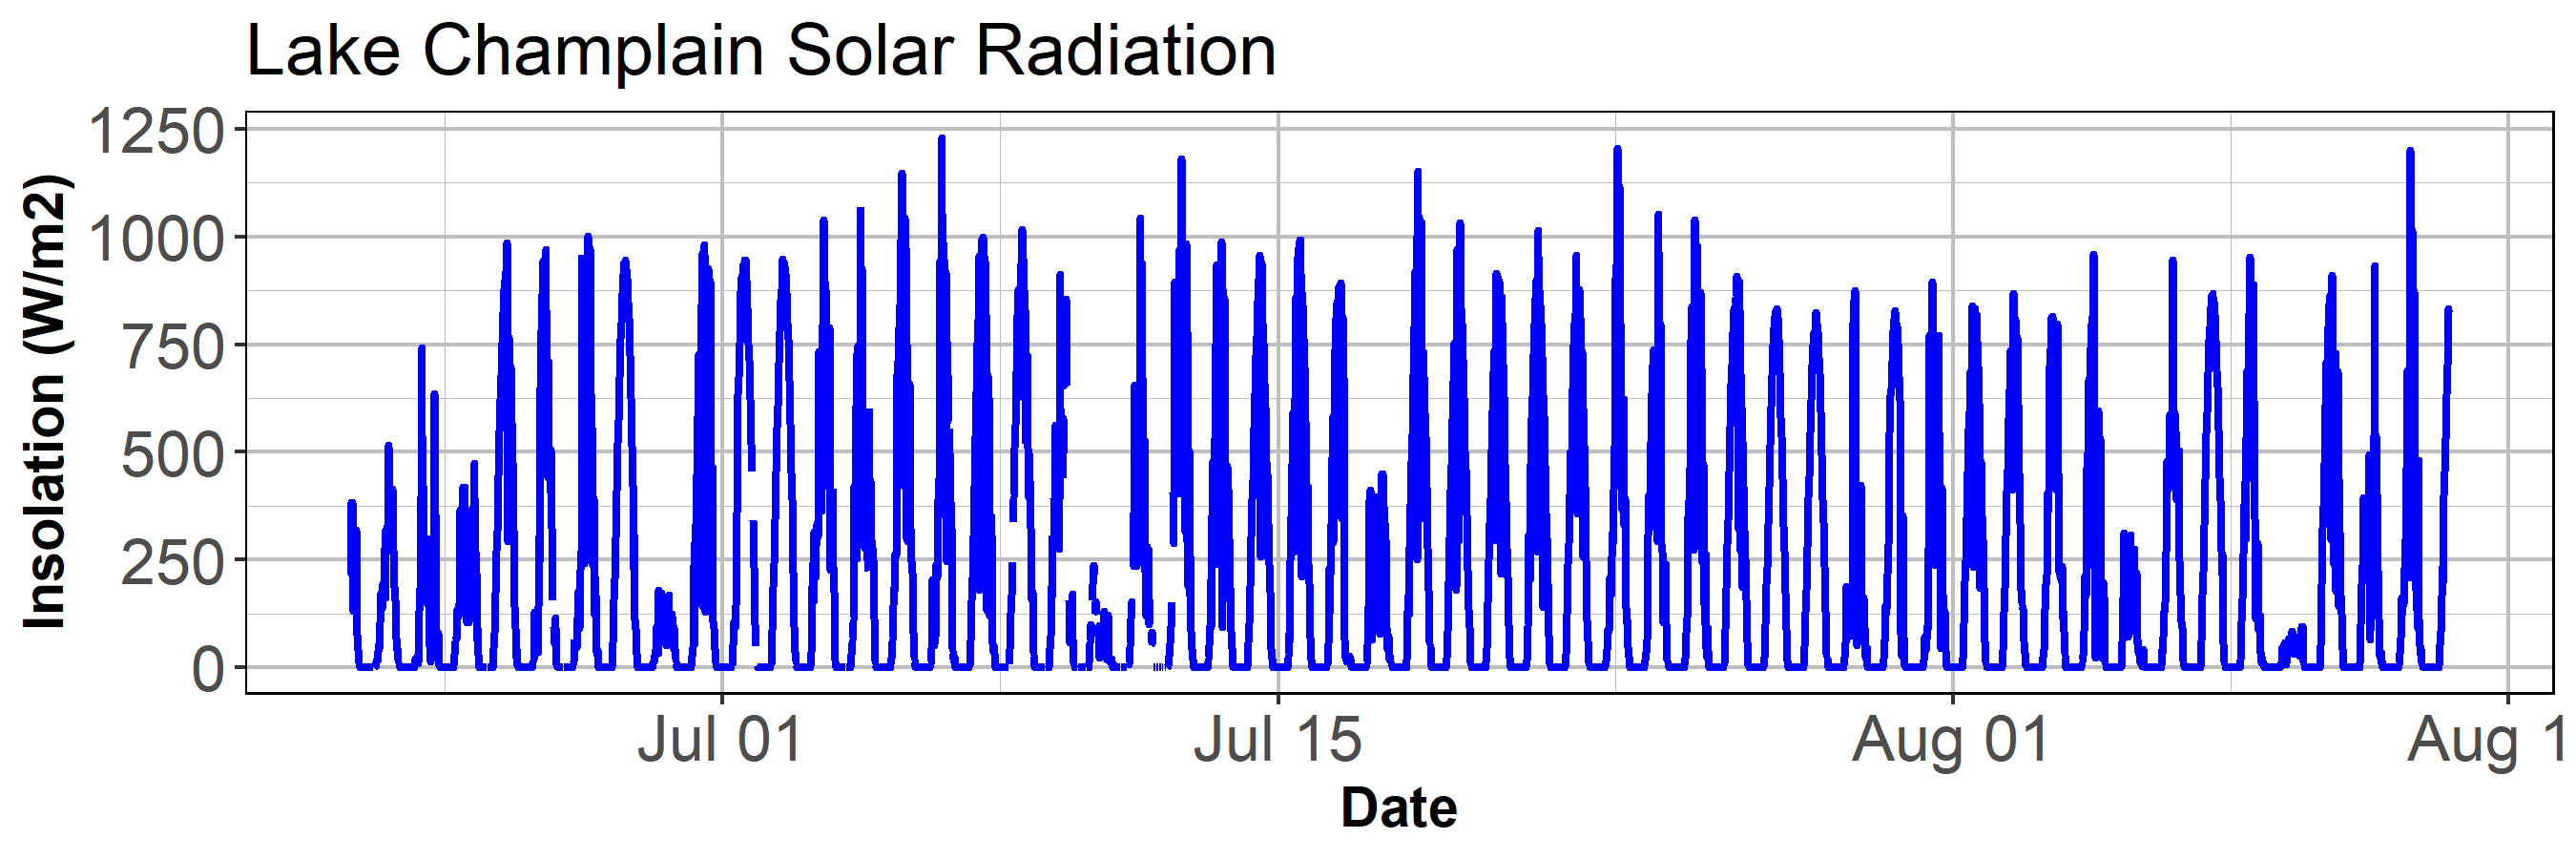 Lake Champlain Solar Radiation
Insolation (W/m2)
1250
1000
750
500
250
0
Jul 01 Jul 15 Aug 01 Aug 1
Date